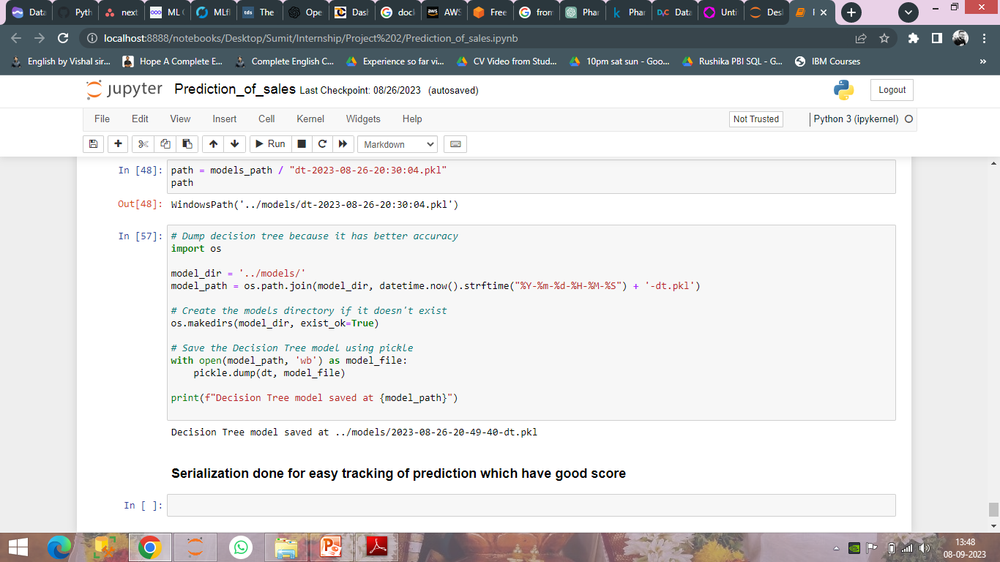 Data
Pyth
next
ML
MLfl
tds The
Ope
Dash
doc
aws AWS
Free
from
Phar
k Phar
DVC Data
Unti
Des
localhost:8888/notebooks/Desktop/Sumit/Internship/Project%202/Prediction_of_sales.ipynb
English by Vishal sir...
Hope A Complete E...
Complete English C...
Experience so far vi...
CV Video from Stud...
10pm sat sun - Goo...
Rushika PBI SQL - G...
IBM Courses
»
jupyter Prediction_of_sales Last Checkpoint: 08/26/2023 (autosaved)
Logout
File Edit View Insert Cell Kernel Widgets Help
Not Trusted
Python 3 (ipykernel)
Run
Markdown
In [48]: path = models_path / "dt-2023-08-26-20:30:04.pkl"
path
Out[48]: WindowsPath('../models/dt-2023-08-26-20:30:04.pkl')
In [57]: # Dump decision tree because it has better accuracy
import os
model_dir = '../models/'
model_path = os.path.join(model_dir, datetime.now().strftime("%Y-%m-%d-%H-%M-%S") + '-dt.pkl')
# Create the models directory if it doesn't exist
os.makedirs(model_dir, exist_ok=True)
# Save the Decision Tree model using pickle
with open(model_path, 'wb') as model_file:
    pickle.dump(dt, model_file)
print(f"Decision Tree model saved at {model_path}")
Decision Tree model saved at ../models/2023-08-26-20-49-40-dt.pkl
Serialization done for easy tracking of prediction which have good score
In [ ]:
13:48
08-09-2023